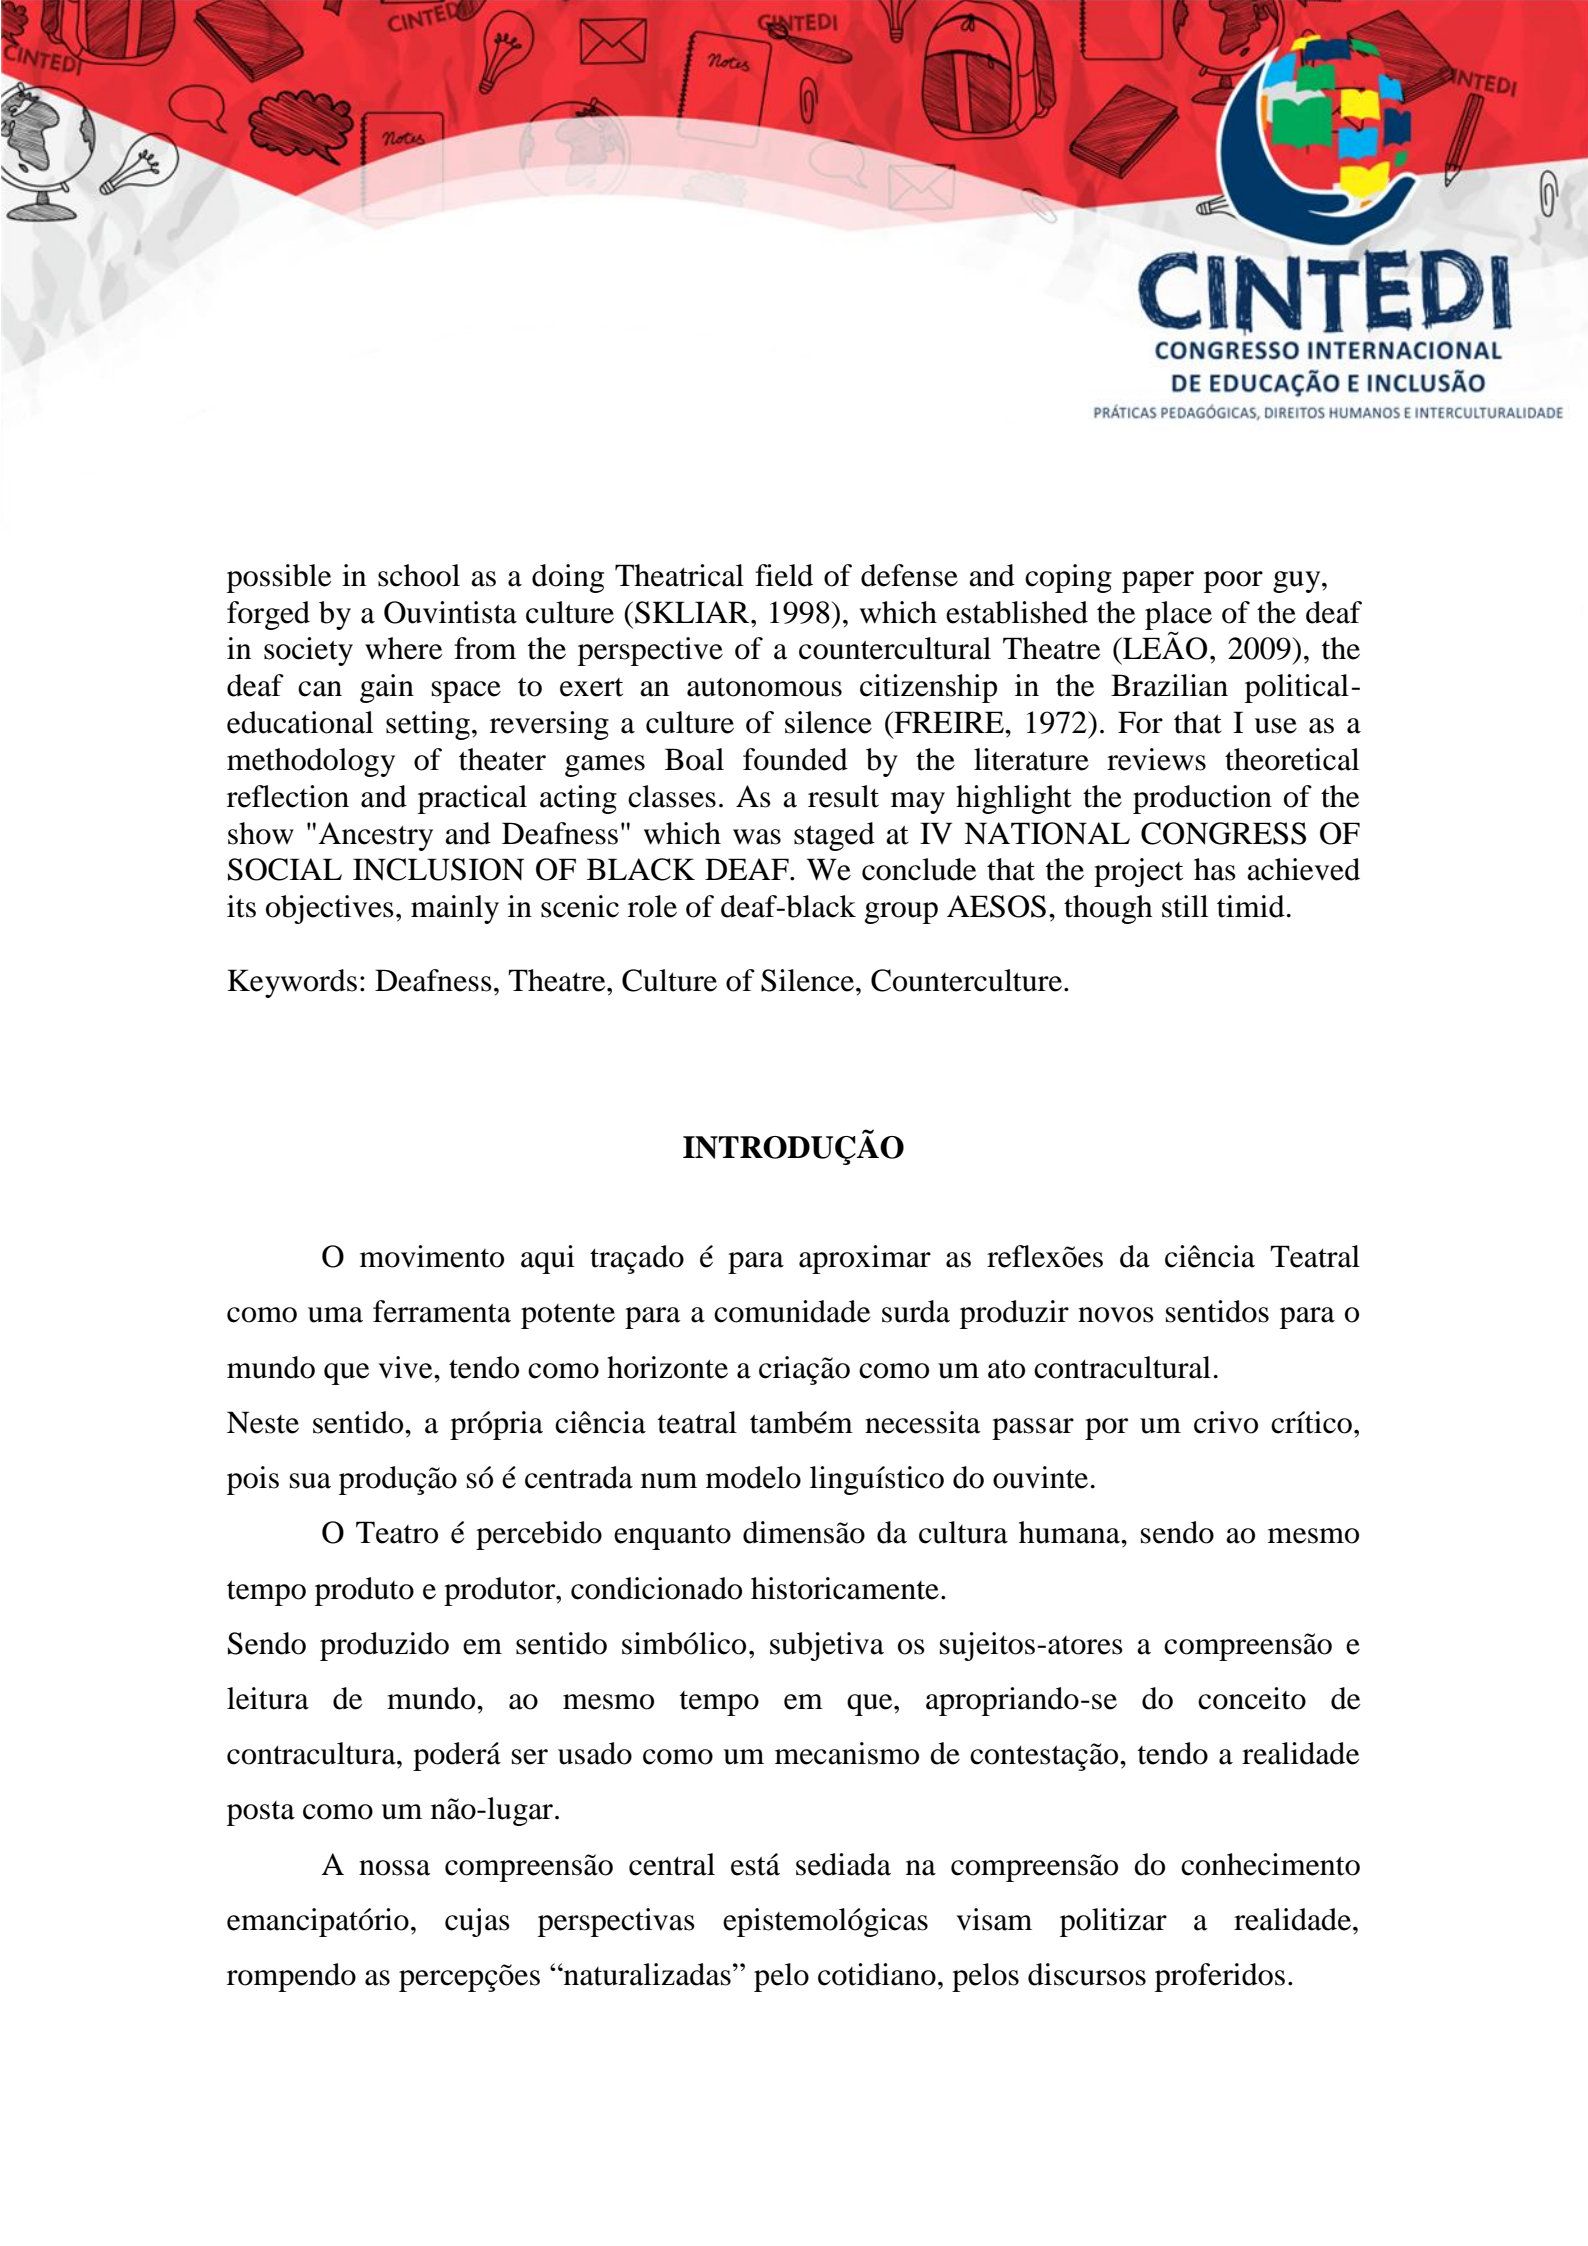 CINTEDI
CINTEDI
CINTEDI
Notes
Notes
CINTEDI
CONGRESSO INTERNACIONAL
DE EDUCAÇÃO E INCLUSÃO
PRÁTICAS PEDAGÓGICAS, DIREITOS HUMANOS E INTERCULTURALIDADE
possible in school as a doing Theatrical field of defense and coping paper poor guy,
forged by a Ouvintista culture (SKLIAR, 1998), which established the place of the deaf
in society where from the perspective of a countercultural Theatre (LEÃO, 2009), the
deaf can gain space to exert an autonomous citizenship in the Brazilian political-
educational setting, reversing a culture of silence (FREIRE, 1972). For that I use as a
methodology of theater games Boal founded by the literature reviews theoretical
reflection and practical acting classes. As a result may highlight the production of the
show "Ancestry and Deafness" which was staged at IV NATIONAL CONGRESS OF
SOCIAL INCLUSION OF BLACK DEAF. We conclude that the project has achieved
its objectives, mainly in scenic role of deaf-black group AESOS, though still timid.
Keywords: Deafness, Theatre, Culture of Silence, Counterculture.
INTRODUÇÃO
O movimento aqui traçado é para aproximar as reflexões da ciência Teatral
como uma ferramenta potente para a comunidade surda produzir novos sentidos para o
mundo que vive, tendo como horizonte a criação como um ato contracultural.
Neste sentido, a própria ciência teatral também necessita passar por um crivo crítico,
pois sua produção só é centrada num modelo linguístico do ouvinte.
O Teatro é percebido enquanto dimensão da cultura humana, sendo ao mesmo
tempo produto e produtor, condicionado historicamente.
Sendo produzido em sentido simbólico, subjetiva os sujeitos-atores a compreensão e
leitura de mundo, ao mesmo tempo em que, apropriando-se do conceito de
contracultura, poderá ser usado como um mecanismo de contestação, tendo a realidade
posta como um não-lugar.
A nossa compreensão central está sediada na compreensão do conhecimento
emancipatório, cujas perspectivas epistemológicas visam politizar a realidade,
rompendo as percepções “naturalizadas” pelo cotidiano, pelos discursos proferidos.